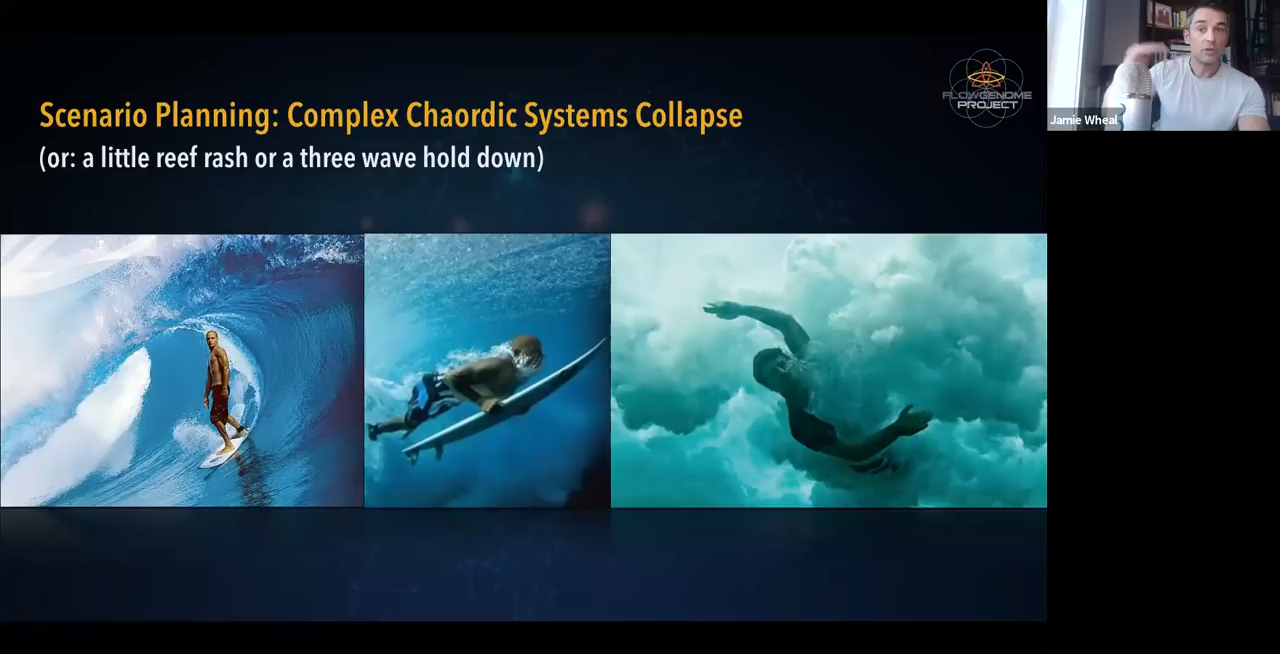 Scenario Planning: Complex Chaordic Systems Collapse
(or: a little reef rash or a three wave hold down)
FLOWGENOME
PROJECT
Jamie Wheal